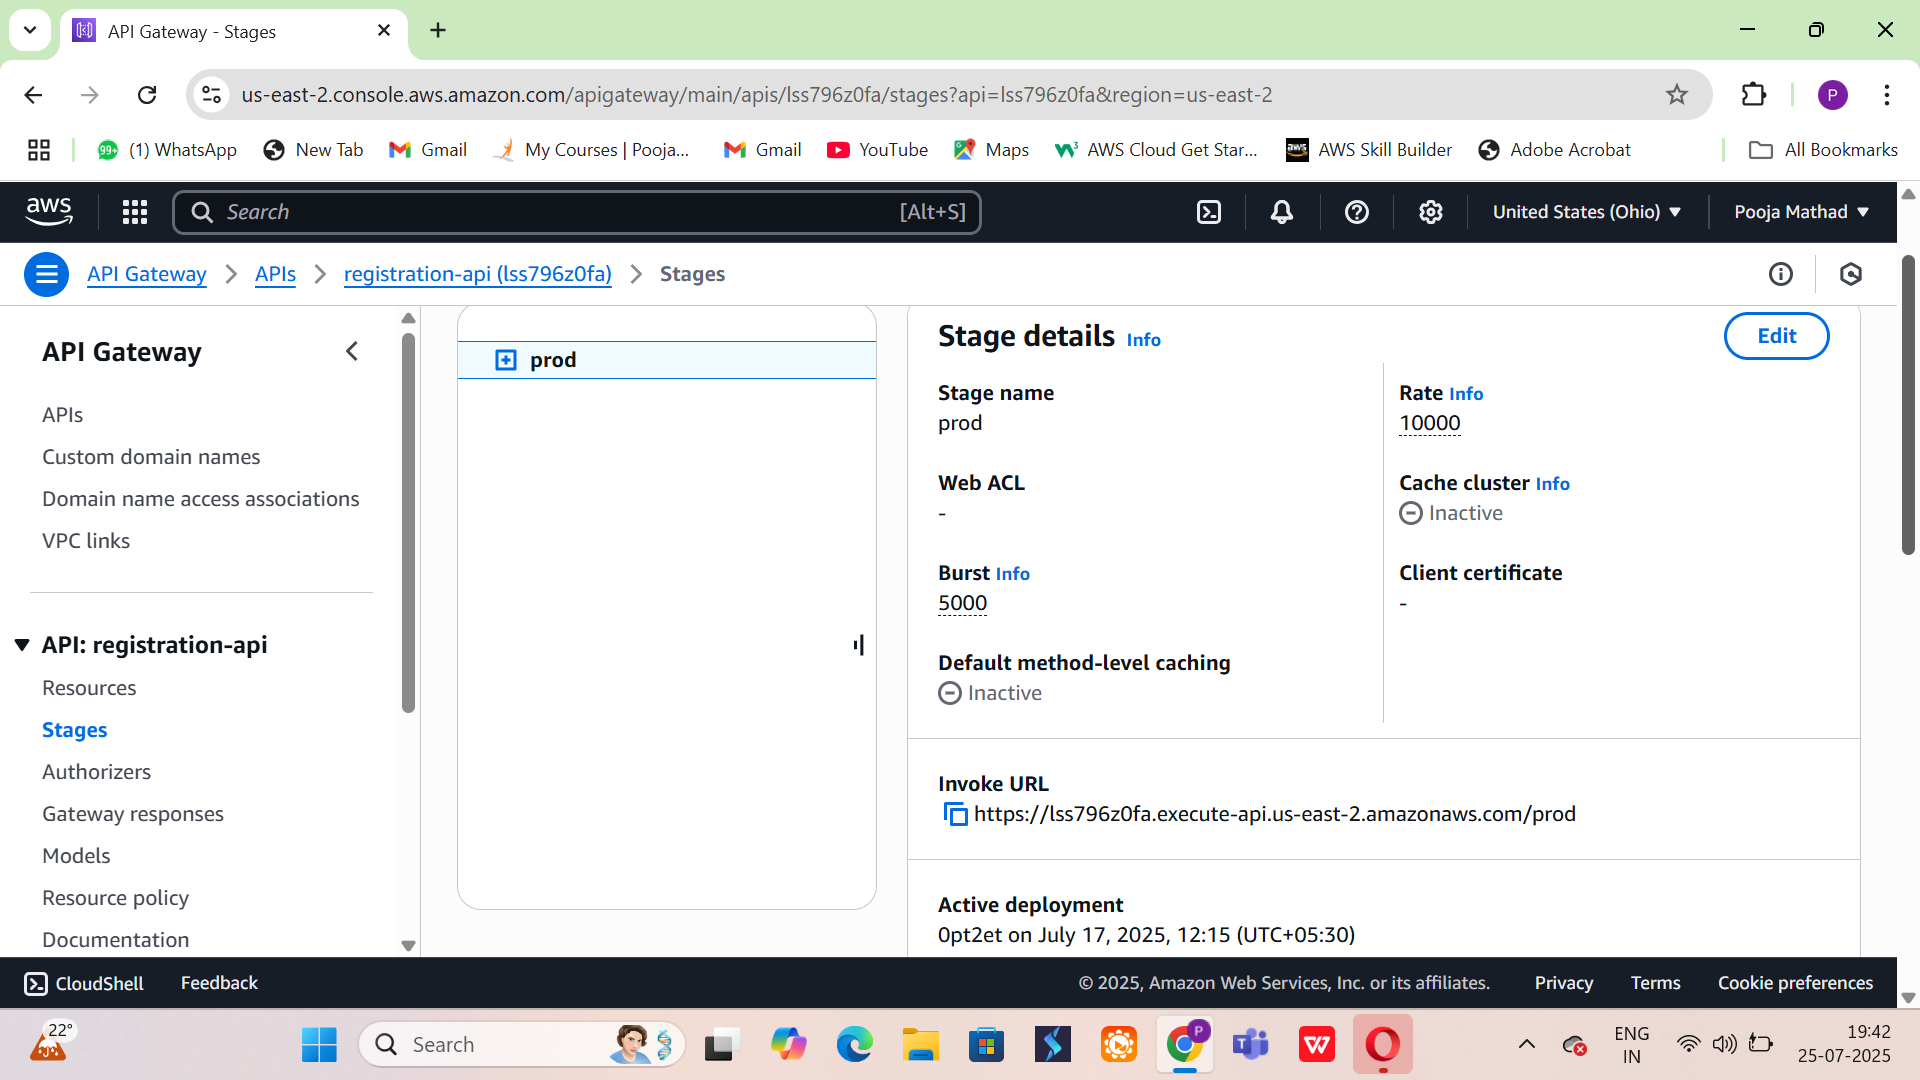 API Gateway - Stages
us-east-2.console.aws.amazon.com/apigateway/main/apis/lss796z0fa/stages?api=lss796z0fa&region=us-east-2
P
99+ (1) WhatsApp
New Tab
Gmail
My Courses | Pooja...
Gmail
YouTube
Maps
AWS Cloud Get Star...
AWS Skill Builder
Adobe Acrobat
All Bookmarks
aws
Search
[Alt+S]
United States (Ohio)
Pooja Mathad
API Gateway
APIs
registration-api (lss796z0fa)
Stages
API Gateway
APIs
Custom domain names
Domain name access associations
VPC links
API: registration-api
Resources
Stages
Authorizers
Gateway responses
Models
Resource policy
Documentation
prod
Stage details Info
Edit
Stage name
prod
Rate Info
10000
Web ACL
-
Cache cluster Info
Inactive
Burst Info
5000
Client certificate
-
Default method-level caching
Inactive
Invoke URL
https://lss796z0fa.execute-api.us-east-2.amazonaws.com/prod
Active deployment
0pt2et on July 17, 2025, 12:15 (UTC+05:30)
CloudShell
Feedback
© 2025, Amazon Web Services, Inc. or its affiliates.
Privacy
Terms
Cookie preferences
22°
Search
P
ENG
IN
19:42
25-07-2025